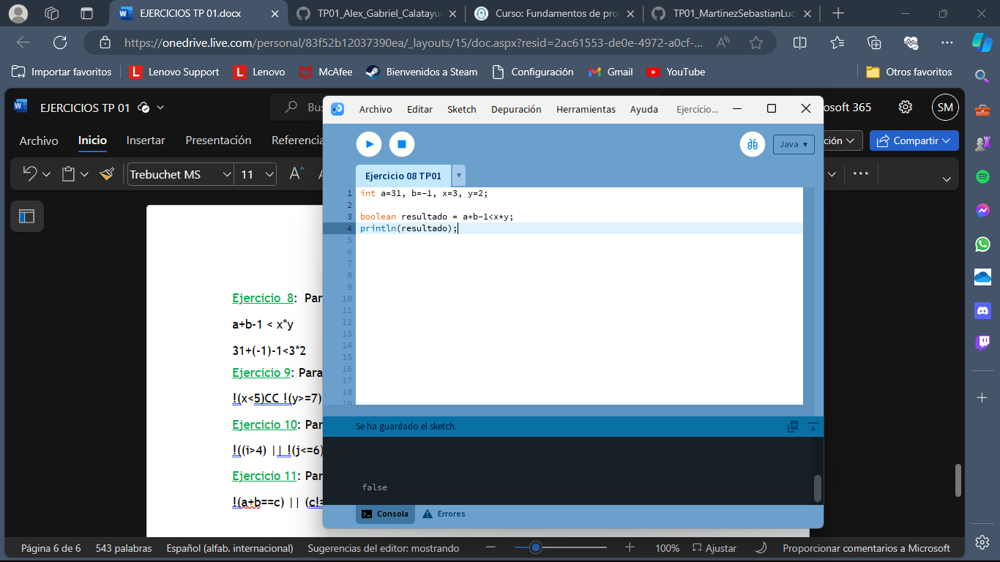 EJERCICIOS TP 01.docx
TP01_Alex_Gabriel_Calatayu
Curso: Fundamentos de pro
TP01_MartinezSebastianLuc
https://onedrive.live.com/personal/83f52b12037390ea/_layouts/15/doc.aspx?resid=2ac61553-de0e-4972-a0cf-...
Importar favoritos
Lenovo Support
Lenovo
McAfee
Bienvenidos a Steam
Configuración
Gmail
YouTube
Otros favoritos
EJERCICIOS TP 01
Bus
osoft 365
SM
Archivo
Inicio
Insertar
Presentación
Referencia
ción
Compartir
Trebuchet MS
11
Archivo Editar Sketch Depuración Herramientas Ayuda Ejercicio...
Java
Ejercicio 08 TP01
1 int a=31, b=-1, x=3, y=2;
2
3 boolean resultado = a+b-1<x*y;
4 println(resultado);
5
6
7
8
9
10
11
12
13
14
15
16
17
18
19
Se ha guardado el sketch.
false
Consola
Errores
Ejercicio 8: Par
a+b-1 < x*y
31+(-1)-1<3*2
Ejercicio 9: Para
!(x<5)CC !(y>=7)
Ejercicio 10: Par
!((i>4) || !(j<=6)
Ejercicio 11: Par
!(a+b==c) || (c!=
Página 6 de 6
543 palabras
Español (alfab. internacional)
Sugerencias del editor: mostrando
100%
Ajustar
Proporcionar comentarios a Microsoft